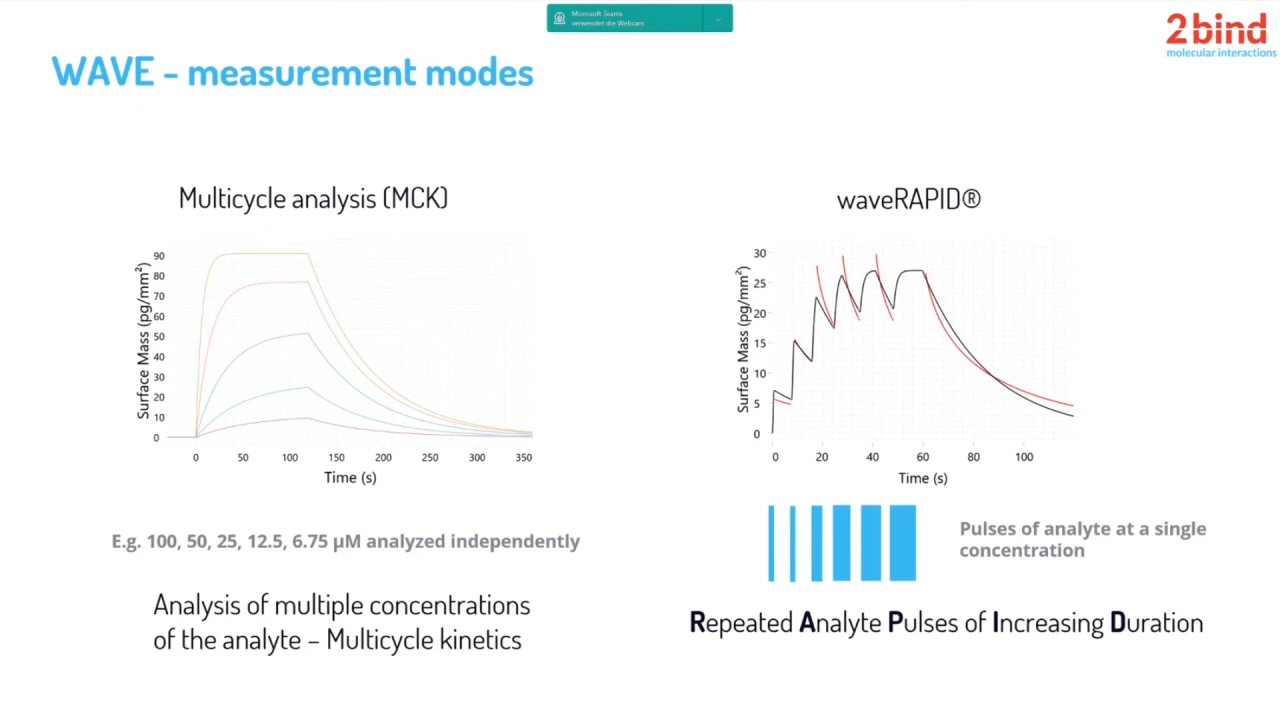 Microsoft Teams
verwendet die Webcam
2bind
molecular interactions
WAVE - measurement modes
Multicycle analysis (MCK)
Surface Mass (pg/mm²)
90
80
70
60
50
40
30
20
10
0
0 50 100 150 200 250 300 350
Time (s)
E.g. 100, 50, 25, 12.5, 6.75 µM analyzed independently
Analysis of multiple concentrations
of the analyte – Multicycle kinetics
waveRAPID®
Surface Mass (pg/mm²)
30
25
20
15
10
5
0
0 20 40 60 80 100
Time (s)
Pulses of analyte at a single
concentration
Repeated Analyte Pulses of Increasing Duration